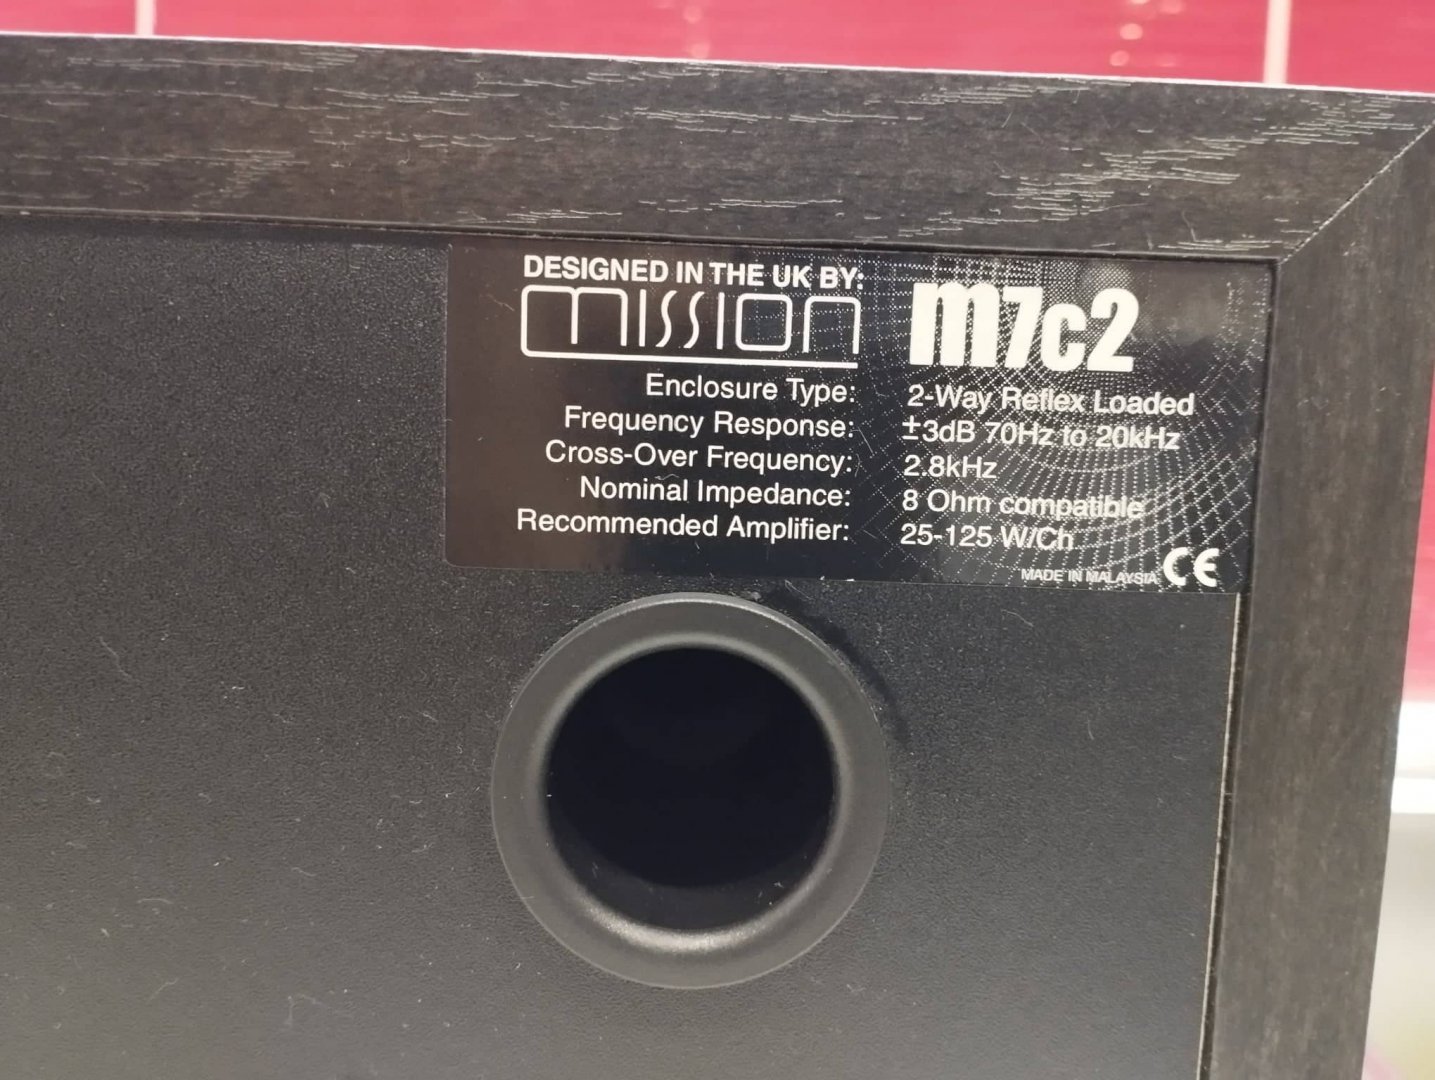 DESIGNED IN THE UK BY:
mission
m7c2
Enclosure Type: 2-Way Reflex Loaded
Frequency Response: ±3dB 70Hz to 20kHz
Cross-Over Frequency: 2.8kHz
Nominal Impedance: 8 Ohm compatible
Recommended Amplifier: 25-125 W/Ch
MADE IN MALAYSIA CE